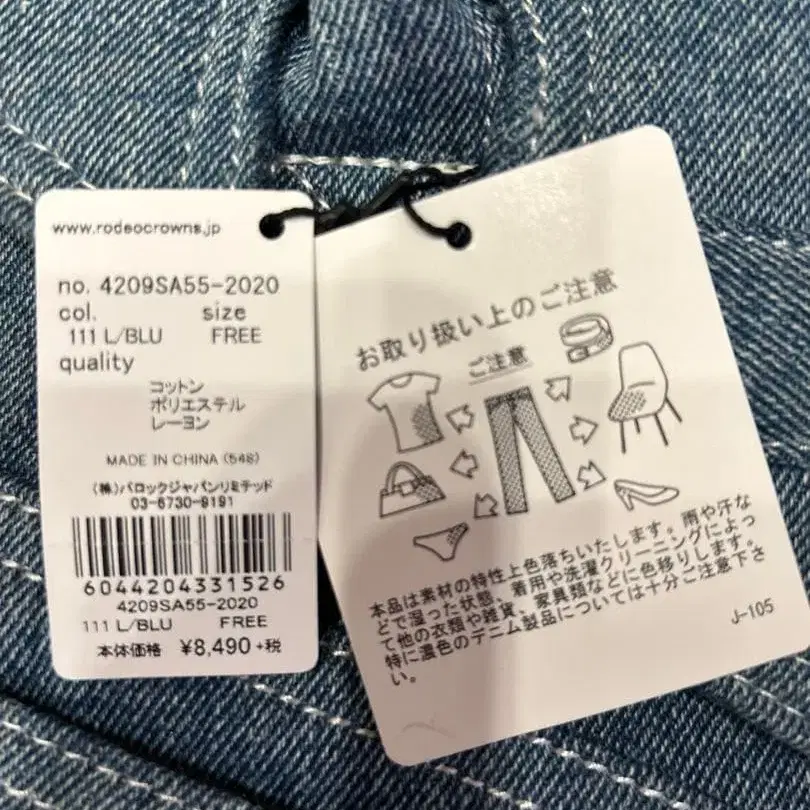 www.rodeocrowns.jp
no. 4209SA55-2020
col. size
111 L/BLU FREE
quality
コットン
ポリエステル
レーヨン
MADE IN CHINA (548)
(株)バロックジャパンリミテッド
03-6730-9191
6044204331526
4209SA55-2020
111 L/BLU FREE
本体価格 ¥8,490+税
お取り扱い上のご注意
ご注意
本品は素材の特性上色落ちいたします。雨や汗な
どで湿った状態、着用や洗濯クリーニングによっ
て他の衣類や雑貨、家具類などに色移りします。
特に濃色のデニム製品については十分ご注意下さ
い。
J-105